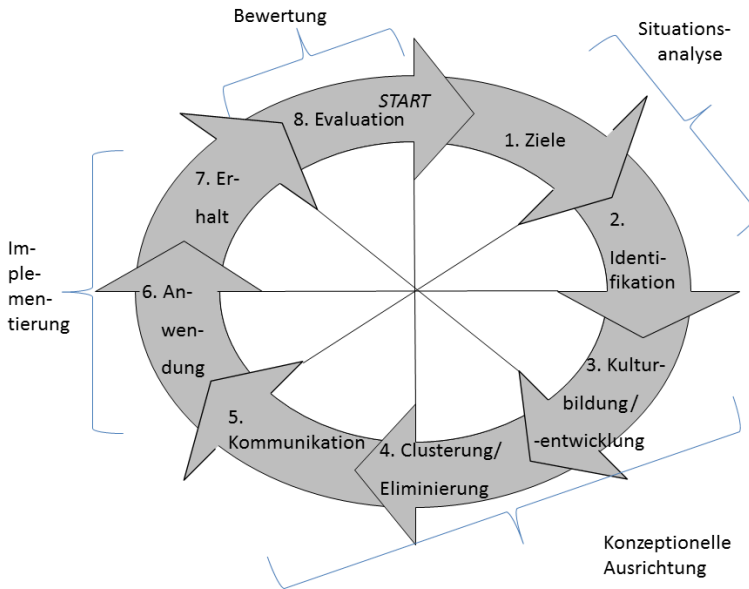 Bewertung
Situations-
analyse
START
8. Evaluation
1. Ziele
2.
Identi-
fikation
3. Kultur-
bildung/
-entwicklung
4. Clusterung/
Eliminierung
5.
Kommunikation
6. An-
wen-
dung
7. Er-
halt
Im-
ple-
men-
tierung
Konzeptionelle
Ausrichtung